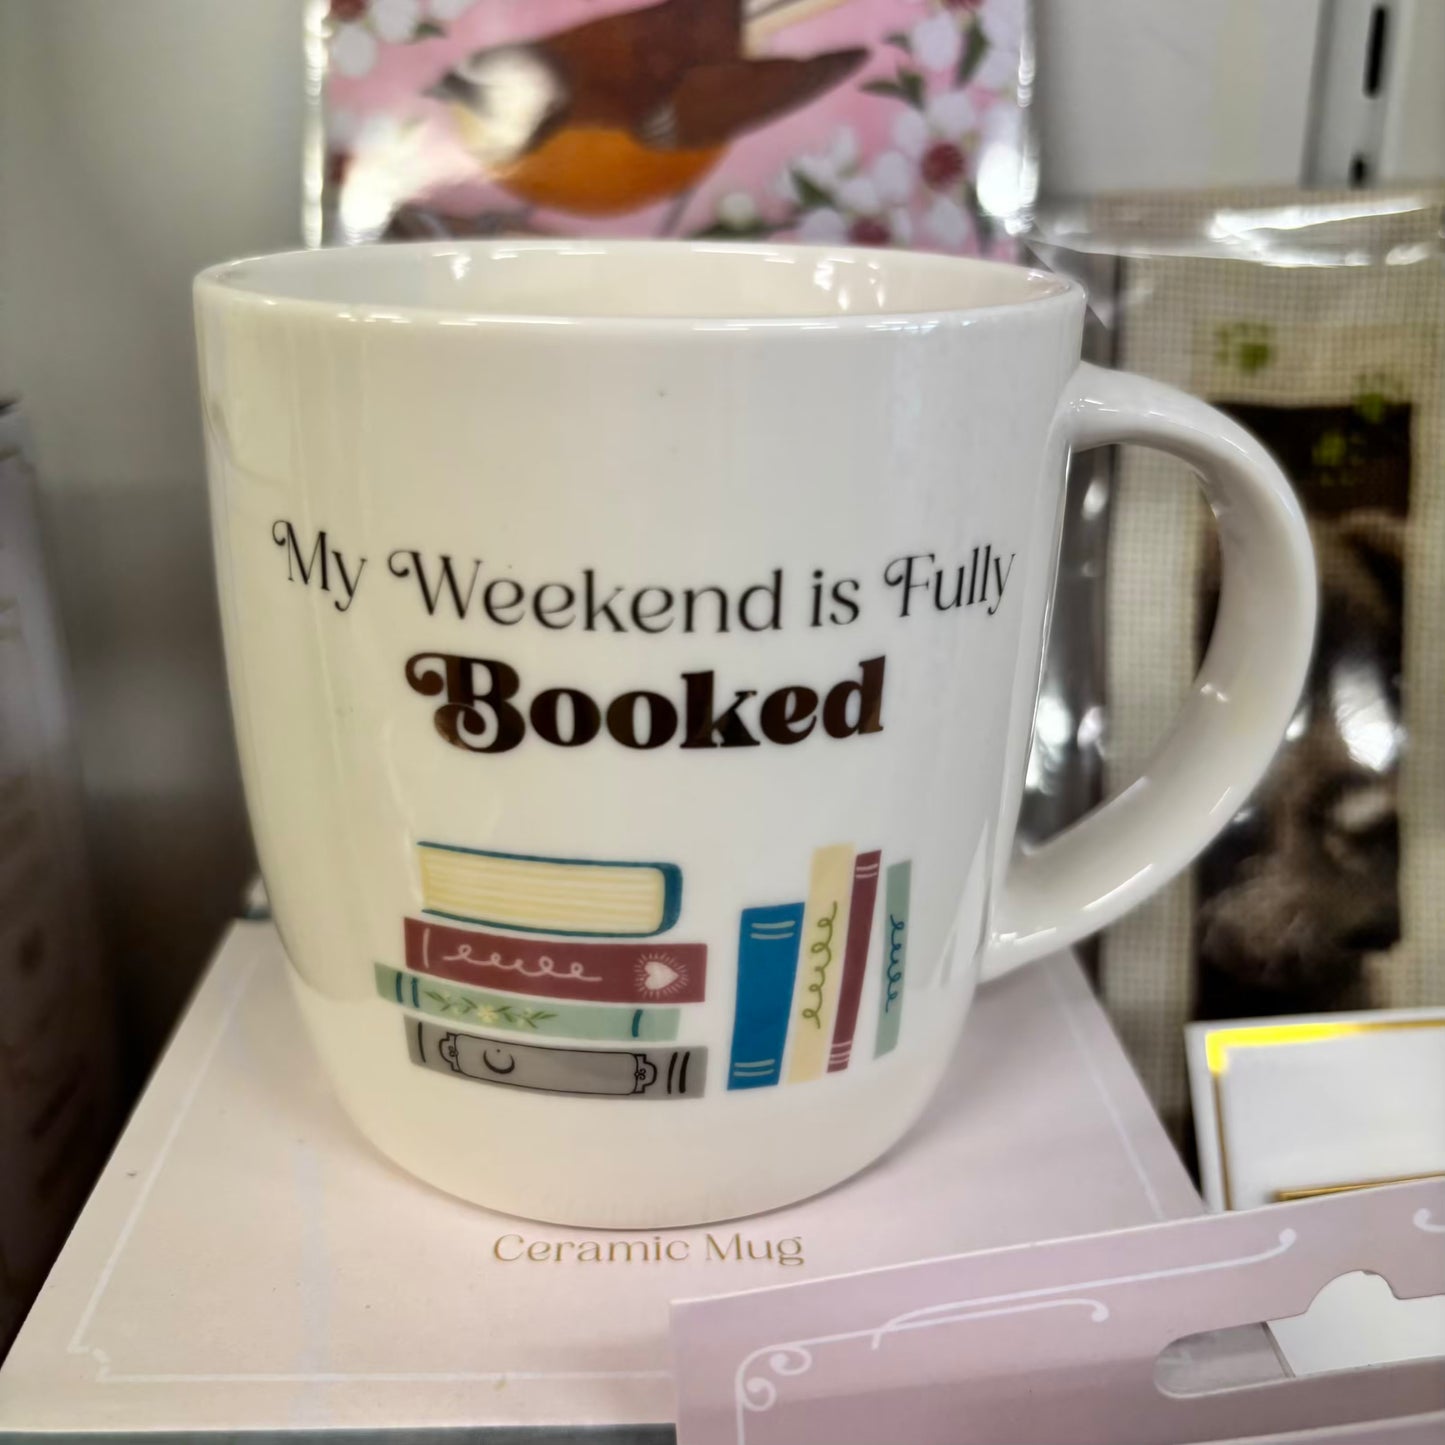 My Weekend is Fully
Booked
Ceramic Mug